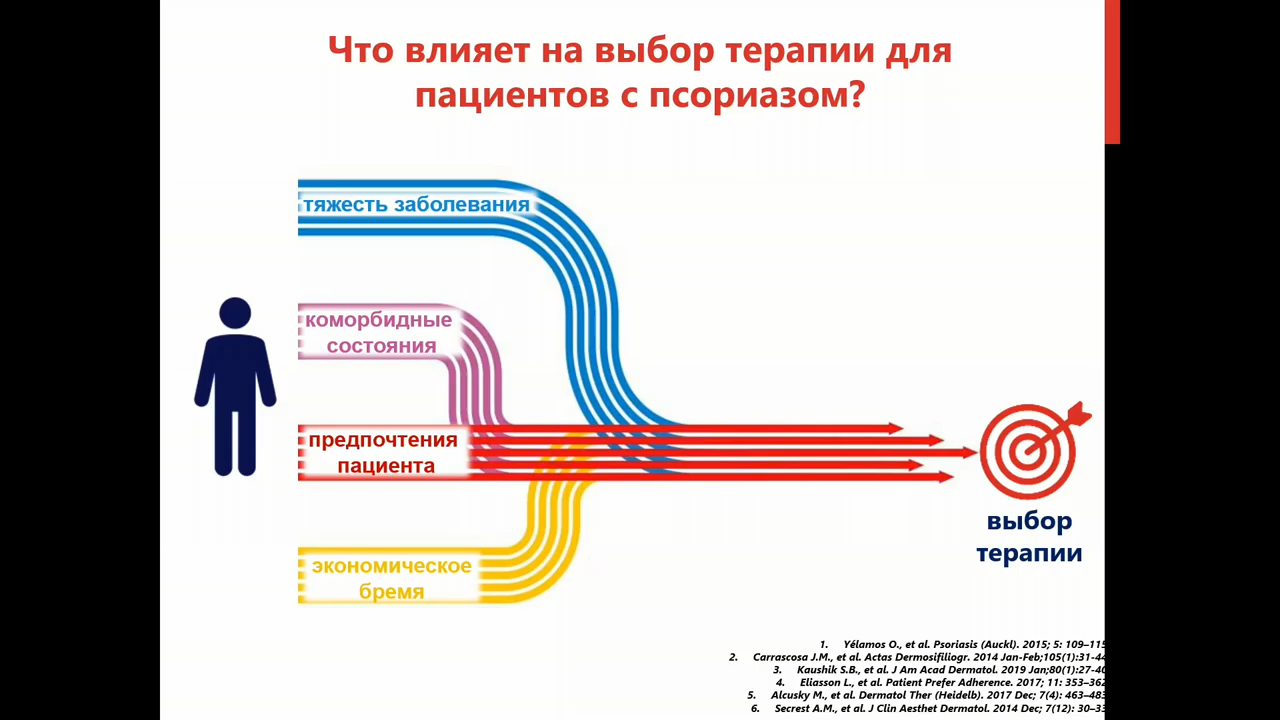 Что влияет на выбор терапии для
пациентов с псориазом?
тяжесть заболевания
коморбидные
состояния
предпочтения
пациента
экономическое
бремя
выбор
терапии
1. Yélamos O., et al. Psoriasis (Auckl). 2015; 5: 109–115
2. Carrascosa J.M., et al. Actas Dermosifiliogr. 2014 Jan-Feb;105(1):31-44
3. Kaushik S.B., et al. J Am Acad Dermatol. 2019 Jan;80(1):27-40
4. Eliasson L., et al. Patient Prefer Adherence. 2017; 11: 353–362
5. Alcusky M., et al. Dermatol Ther (Heidelb). 2017 Dec; 7(4): 463–483
6. Secrest A.M., et al. J Clin Aesthet Dermatol. 2014 Dec; 7(12): 30–33